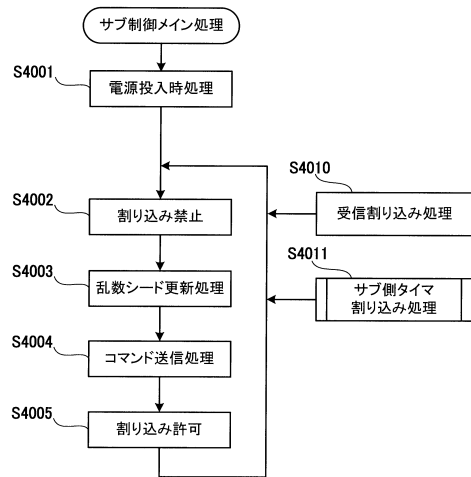 サブ制御メイン処理
S4001
電源投入時処理
S4002
割り込み禁止
S4003
乱数シード更新処理
S4004
コマンド送信処理
S4005
割り込み許可
S4010
受信割り込み処理
S4011
サブ側タイマ
割り込み処理